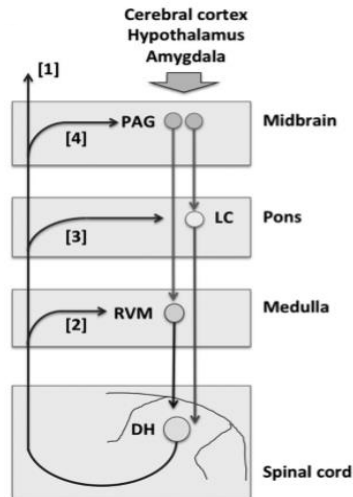 Cerebral cortex
Hypothalamus
Amygdala
[1]
PAG
Midbrain
[4]
LC
Pons
[3]
RVM
Medulla
[2]
DH
Spinal cord